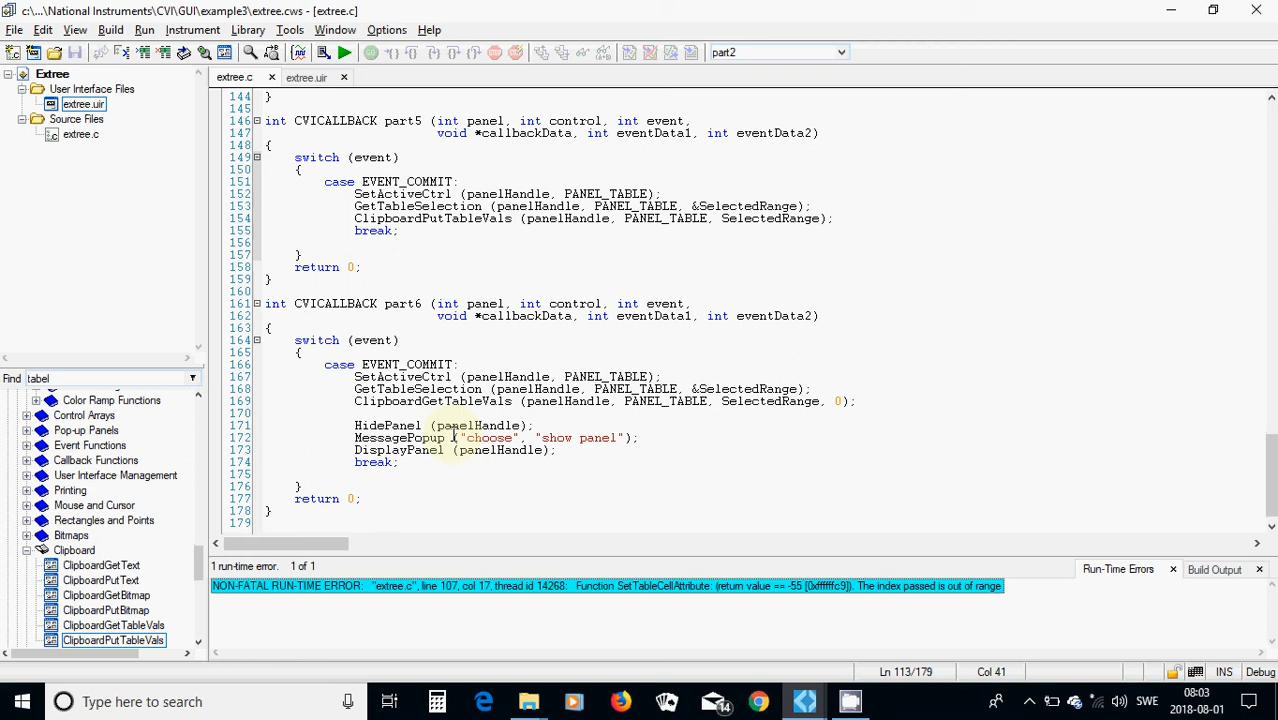 c:\...\National Instruments\CVI\GUI\example3\extree.cws - [extree.c]
File Edit View Build Run Instrument Library Tools Window Options Help
part2
Extree
User Interface Files
extree.uir
Source Files
extree.c
extree.c extree.uir
144 }
145
146 int CVICALLBACK part5 (int panel, int control, int event,
147 void *callbackData, int eventData1, int eventData2)
148 {
149 switch (event)
150 {
151 case EVENT_COMMIT:
152 SetActiveCtrl (panelHandle, PANEL_TABLE);
153 GetTableSelection (panelHandle, PANEL_TABLE, &SelectedRange);
154 ClipboardPutTableVals (panelHandle, PANEL_TABLE, SelectedRange);
155 break;
156
157 }
158 return 0;
159 }
160
161 int CVICALLBACK part6 (int panel, int control, int event,
162 void *callbackData, int eventData1, int eventData2)
163 {
164 switch (event)
165 {
166 case EVENT_COMMIT:
167 SetActiveCtrl (panelHandle, PANEL_TABLE);
168 GetTableSelection (panelHandle, PANEL_TABLE, &SelectedRange);
169 ClipboardGetTableVals (panelHandle, PANEL_TABLE, SelectedRange, 0);
170
171 HidePanel (panelHandle);
172 MessagePopup ("choose", "show panel");
173 DisplayPanel (panelHandle);
174 break;
175
176 }
177 return 0;
178 }
179
Find tabel
Color Ramp Functions
Control Arrays
Pop-up Panels
Event Functions
Callback Functions
User Interface Management
Printing
Mouse and Cursor
Rectangles and Points
Bitmaps
Clipboard
ClipboardGetText
ClipboardPutText
ClipboardGetBitmap
ClipboardPutBitmap
ClipboardGetTableVals
ClipboardPutTableVals
1 run-time error. 1 of 1
Run-Time Errors Build Output
NON-FATAL RUN-TIME ERROR: "extree.c", line 107, col 17, thread id 14268: Function SetTableCellAttribute: (return value == -55 [0xffffffc9]). The index passed is out of range
Ln 113/179 Col 41 INS Debug
Type here to search
14
SWE
08:03
2018-08-01